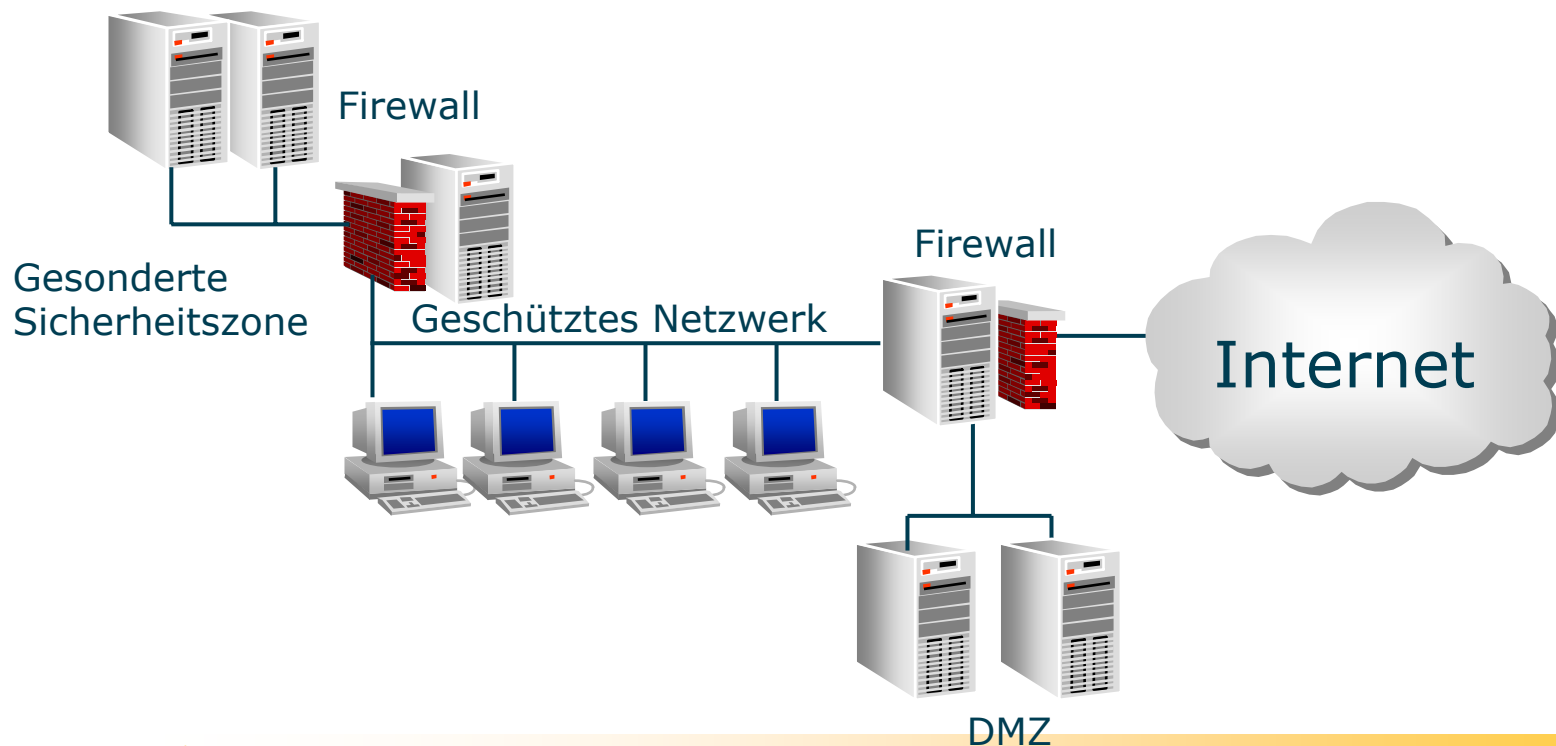 Firewall
Firewall
Gesonderte
Sicherheitszone
Geschütztes Netzwerk
Internet
DMZ